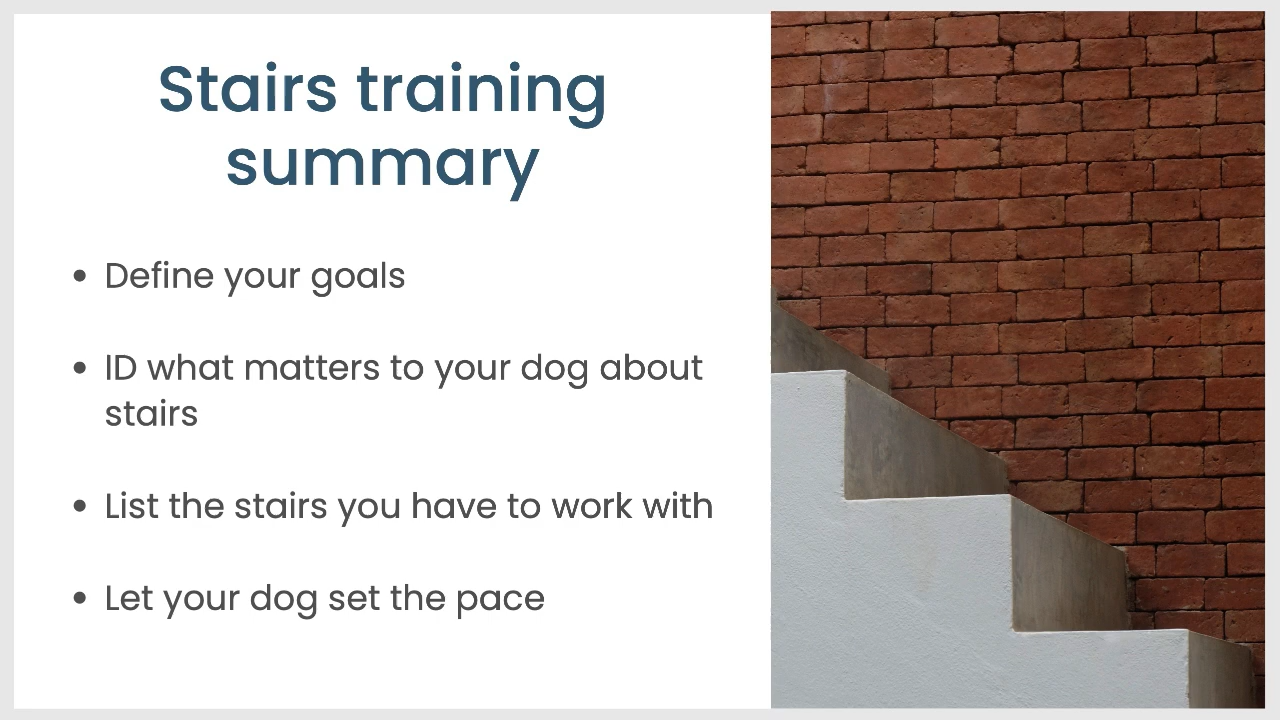 Stairs training
summary
• Define your goals
• ID what matters to your dog about
stairs
• List the stairs you have to work with
• Let your dog set the pace